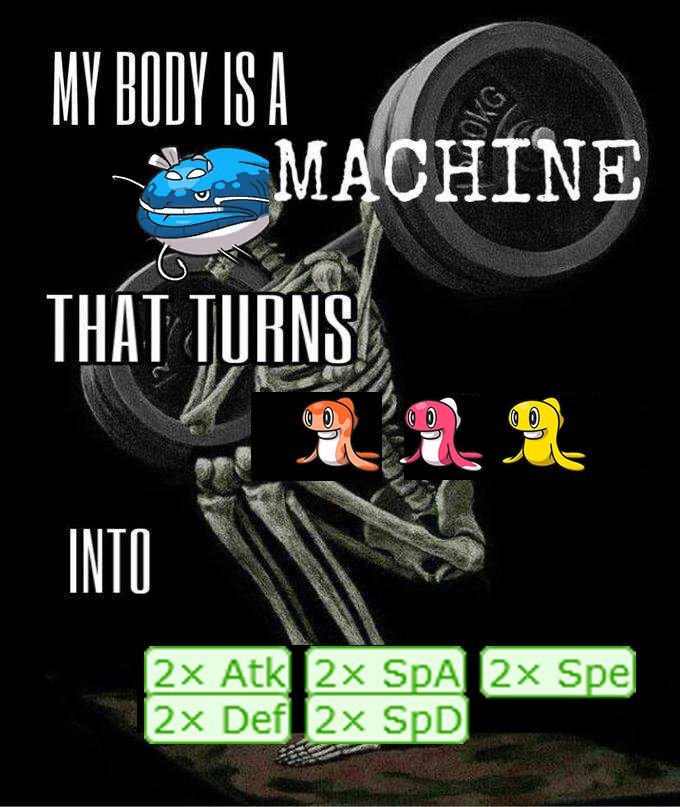 MY BODY IS A
MACHINE
THAT TURNS
INTO
2× Atk 2× SpA 2× Spe
2× Def 2× SpD